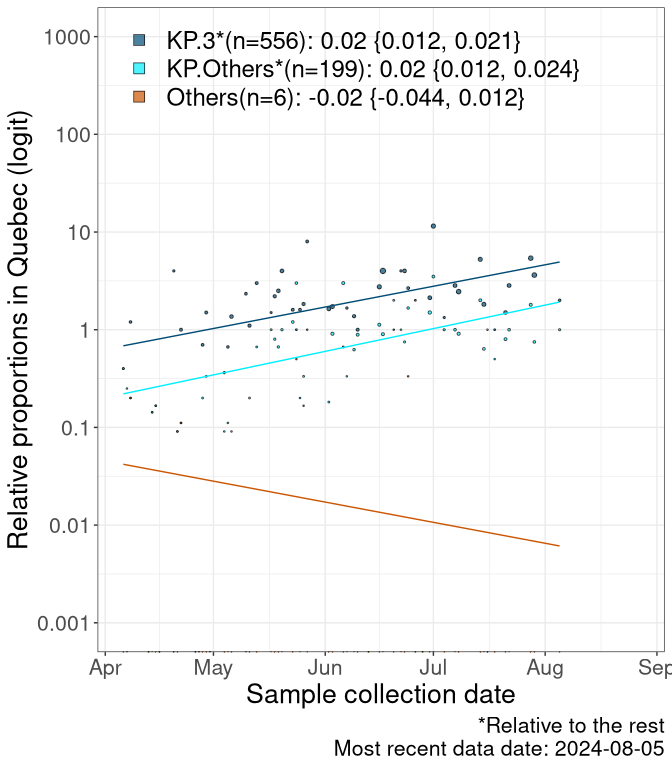 KP.3*(n=556): 0.02 {0.012, 0.021}
KP.Others*(n=199): 0.02 {0.012, 0.024}
Others(n=6): -0.02 {-0.044, 0.012}
Relative proportions in Quebec (logit)
1000
100
10
1
0.1
0.01
0.001
Apr May Jun Jul Aug Sep
Sample collection date
*Relative to the rest
Most recent data date: 2024-08-05